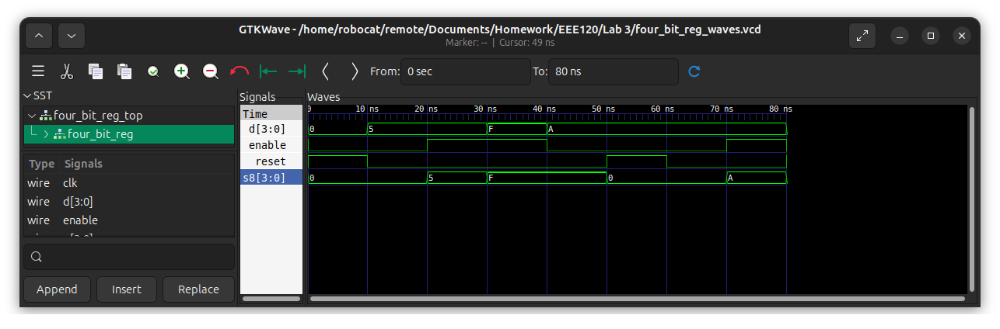 GTKWave - /home/robocat/remote/Documents/Homework/EEE120/Lab 3/four_bit_reg_waves.vcd
Marker: -- | Cursor: 49 ns
From: 0 sec To: 80 ns
SST
four_bit_reg_top
four_bit_reg
Type Signals
wire clk
wire d[3:0]
wire enable
Append Insert Replace
Signals
Time
d[3:0]
enable
reset
s8[3:0]
Waves
0 10 ns 20 ns 30 ns 40 ns 50 ns 60 ns 70 ns 80 ns
0 5 F A
0 5 F 0 A